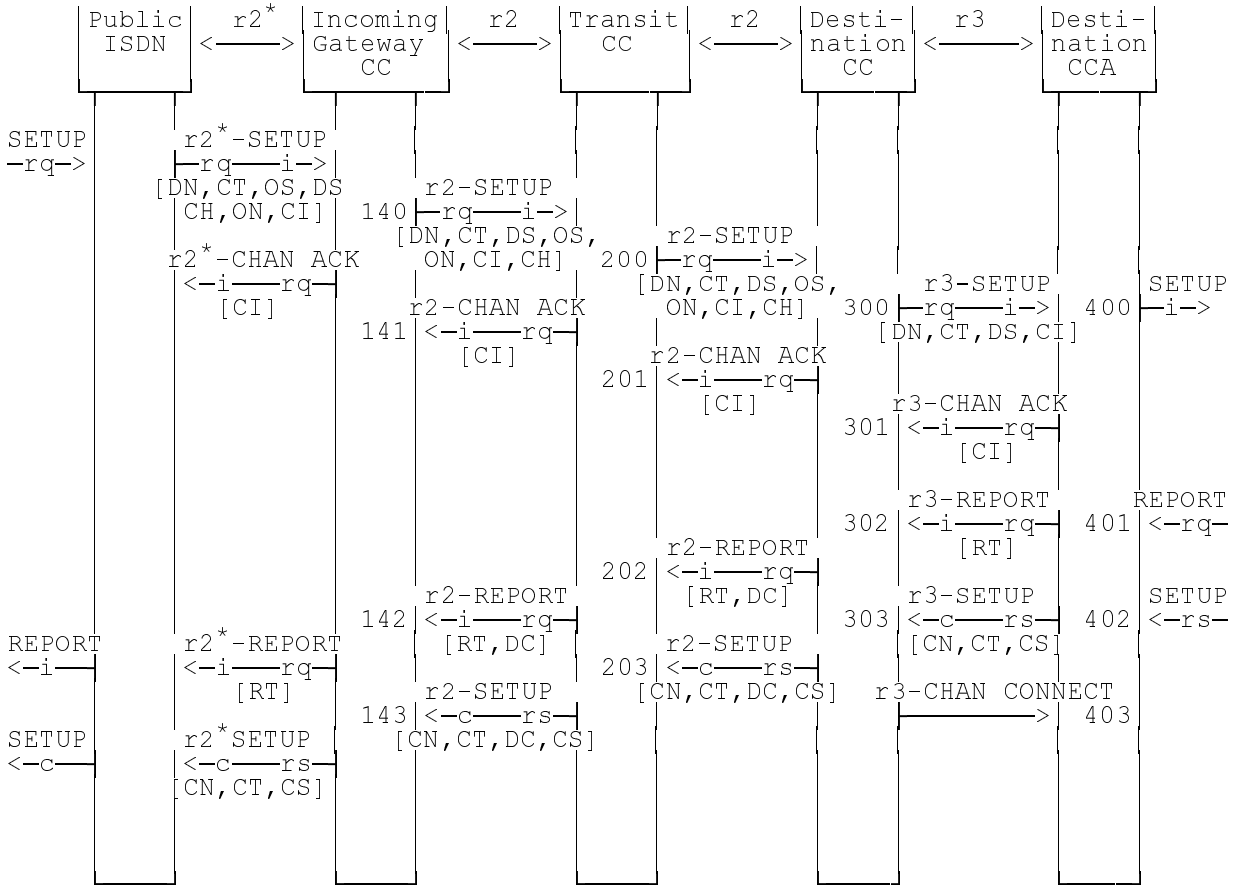 Public r2* Incoming r2 Transit r2 Desti- r3 Desti-
ISDN <——> Gateway <——> CC <——> nation <——> nation
CC CC CCA
SETUP r2*-SETUP
—rq—> rq——i—>
[DN,CT,OS,DS r2-SETUP
CH,ON,CI] 140 rq——i—>
[DN,CT,DS,OS, r2-SETUP
r2*-CHAN ACK ON,CI,CH] 200 rq——i—>
<—i——rq [DN,CT,DS,OS, r3-SETUP SETUP
[CI] r2-CHAN ACK ON,CI,CH] 300 rq——i—> 400 —i—>
141 <—i——rq [DN,CT,DS,CI]
[CI] r2-CHAN ACK
201 <—i——rq
[CI] r3-CHAN ACK
301 <—i——rq
[CI]
r3-REPORT REPORT
302 <—i——rq 401 <—rq—
r2-REPORT [RT]
202 <—i——rq
r2-REPORT [RT,DC] r3-SETUP SETUP
142 <—i——rq 303 <—c——rs 402 <—rs—
REPORT r2*-REPORT [RT,DC] r2-SETUP [CN,CT,CS]
<—i— <—i——rq 203 <—c——rs
[RT] r2-SETUP [CN,CT,DC,CS] r3-CHAN CONNECT
143 <—c——rs ————> 403
SETUP r2*SETUP [CN,CT,DC,CS]
<—c— <—c——rs
[CN,CT,CS]